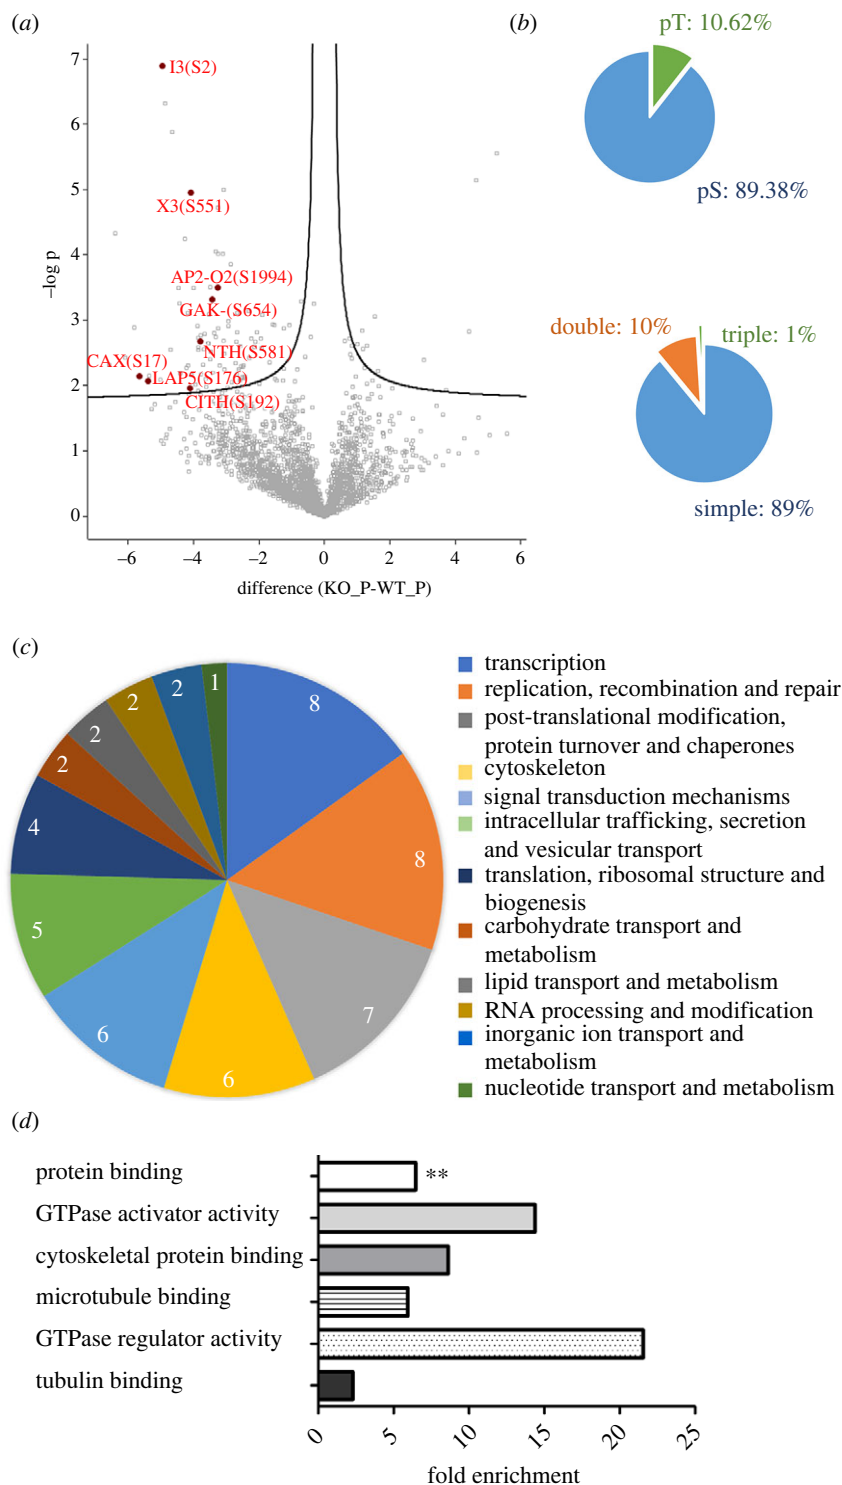 (a)
7
6
5
4
3
2
1
0
–log p
I3(S2)
X3(S551)
AP2-O2(S1994)
GAK-(S654)
NTH(S581)
CAX(S17)
LAP5(S176)
CITH(S192)
–6
–4
–2
0
2
4
6
difference (KO_P-WT_P)
(b)
pT: 10.62%
pS: 89.38%
double: 10%
triple: 1%
simple: 89%
(c)
8
8
7
6
6
5
4
2
2
2
2
1
transcription
replication, recombination and repair
post-translational modification,
protein turnover and chaperones
cytoskeleton
signal transduction mechanisms
intracellular trafficking, secretion
and vesicular transport
translation, ribosomal structure and
biogenesis
carbohydrate transport and
metabolism
lipid transport and metabolism
RNA processing and modification
inorganic ion transport and
metabolism
nucleotide transport and metabolism
(d)
protein binding
**
GTPase activator activity
cytoskeletal protein binding
microtubule binding
GTPase regulator activity
tubulin binding
0
5
10
15
20
25
fold enrichment